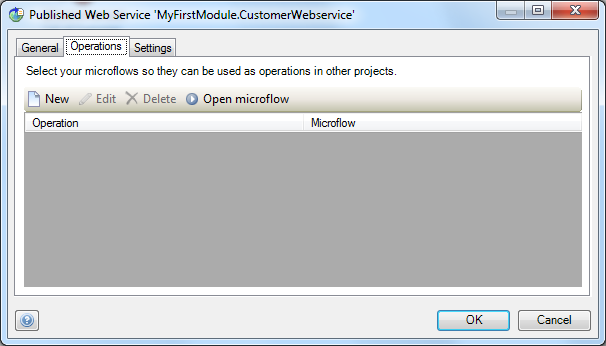 Published Web Service 'MyFirstModule.CustomerWebservice'
General Operations Settings
Select your microflows so they can be used as operations in other projects.
New Edit Delete Open microflow
Operation Microflow
? OK Cancel